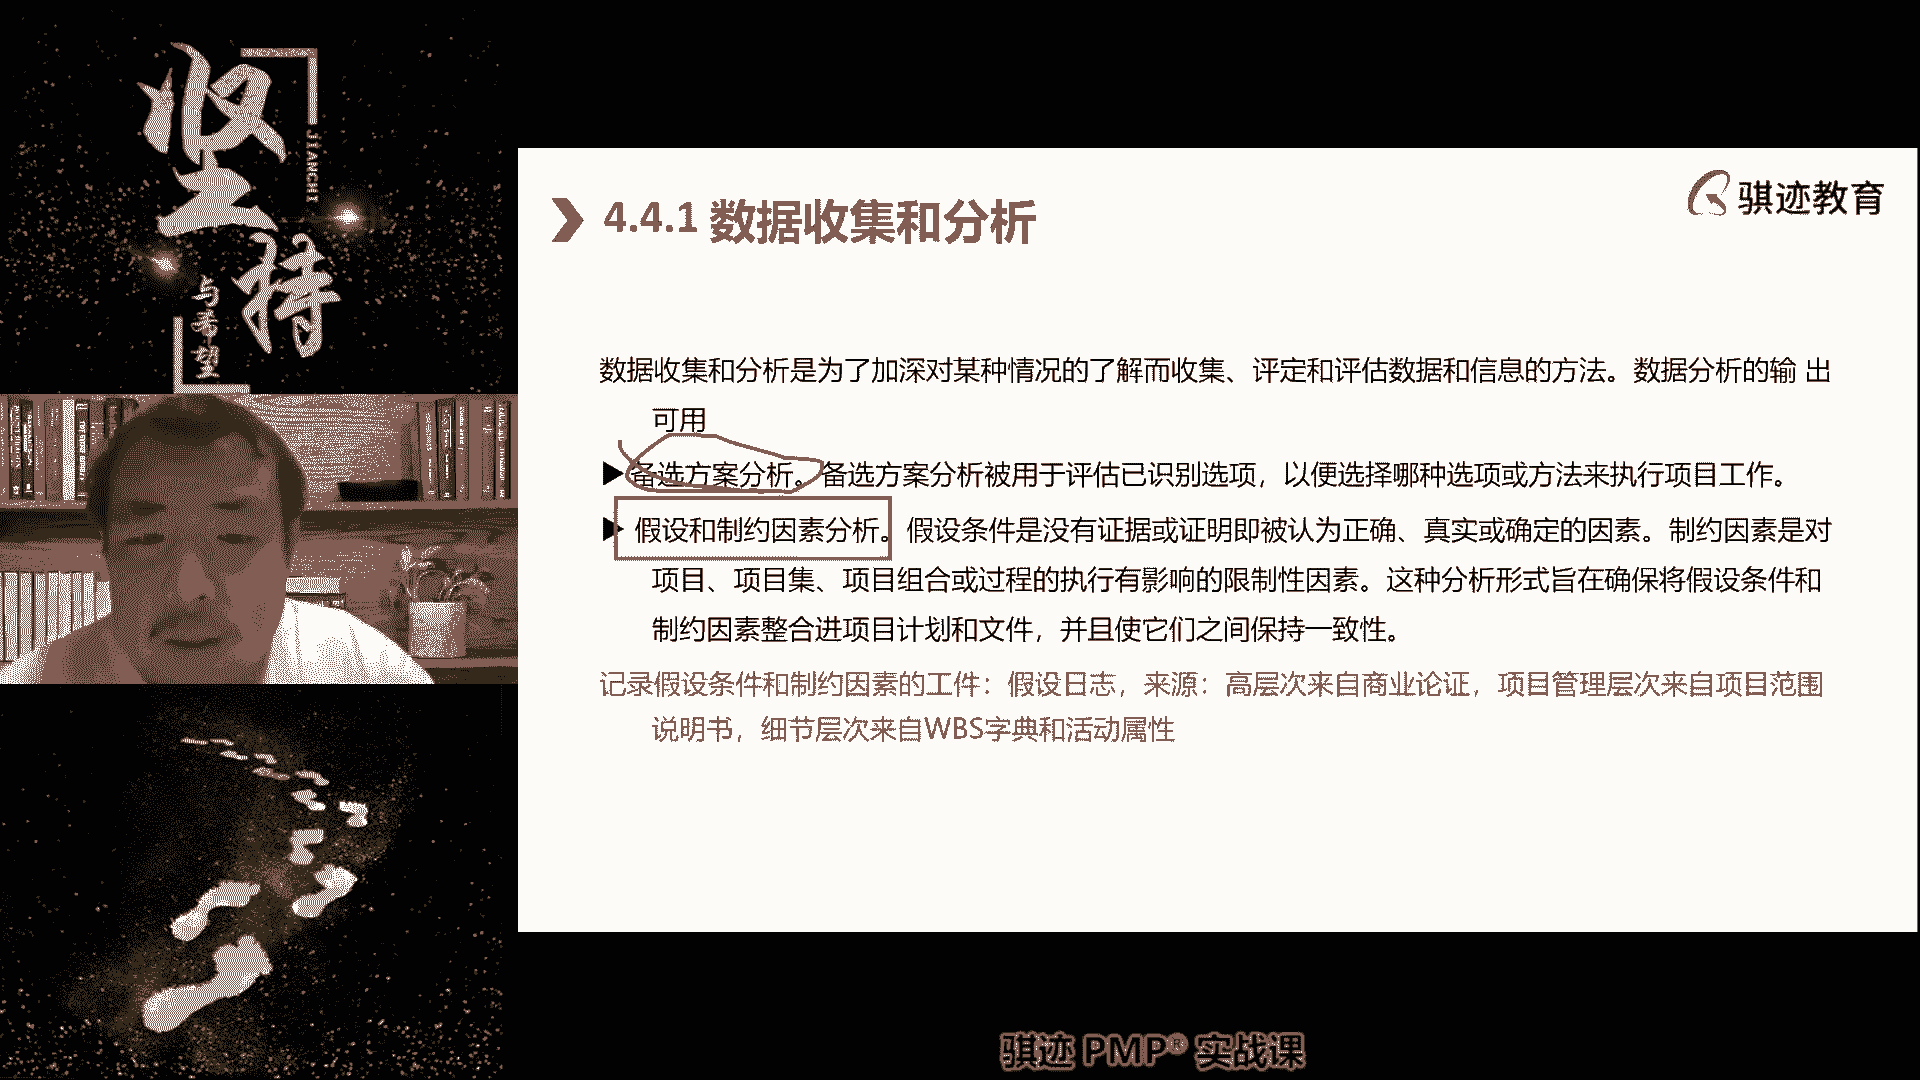 坚持
JIANCHI
与希望
骐迹教育
4.4.1 数据收集和分析
数据收集和分析是为了加深对某种情况的了解而收集、评定和评估数据和信息的方法。数据分析的输 出
可用
备选方案分析。备选方案分析被用于评估已识别选项，以便选择哪种选项或方法来执行项目工作。
假设和制约因素分析。假设条件是没有证据或证明即被认为正确、真实或确定的因素。制约因素是对
项目、项目集、项目组合或过程的执行有影响的限制性因素。这种分析形式旨在确保将假设条件和
制约因素整合进项目计划和文件，并且使它们之间保持一致性。
记录假设条件和制约因素的工件：假设日志，来源：高层次来自商业论证，项目管理层次来自项目范围
说明书，细节层次来自WBS字典和活动属性
骐迹 PMP® 实战课